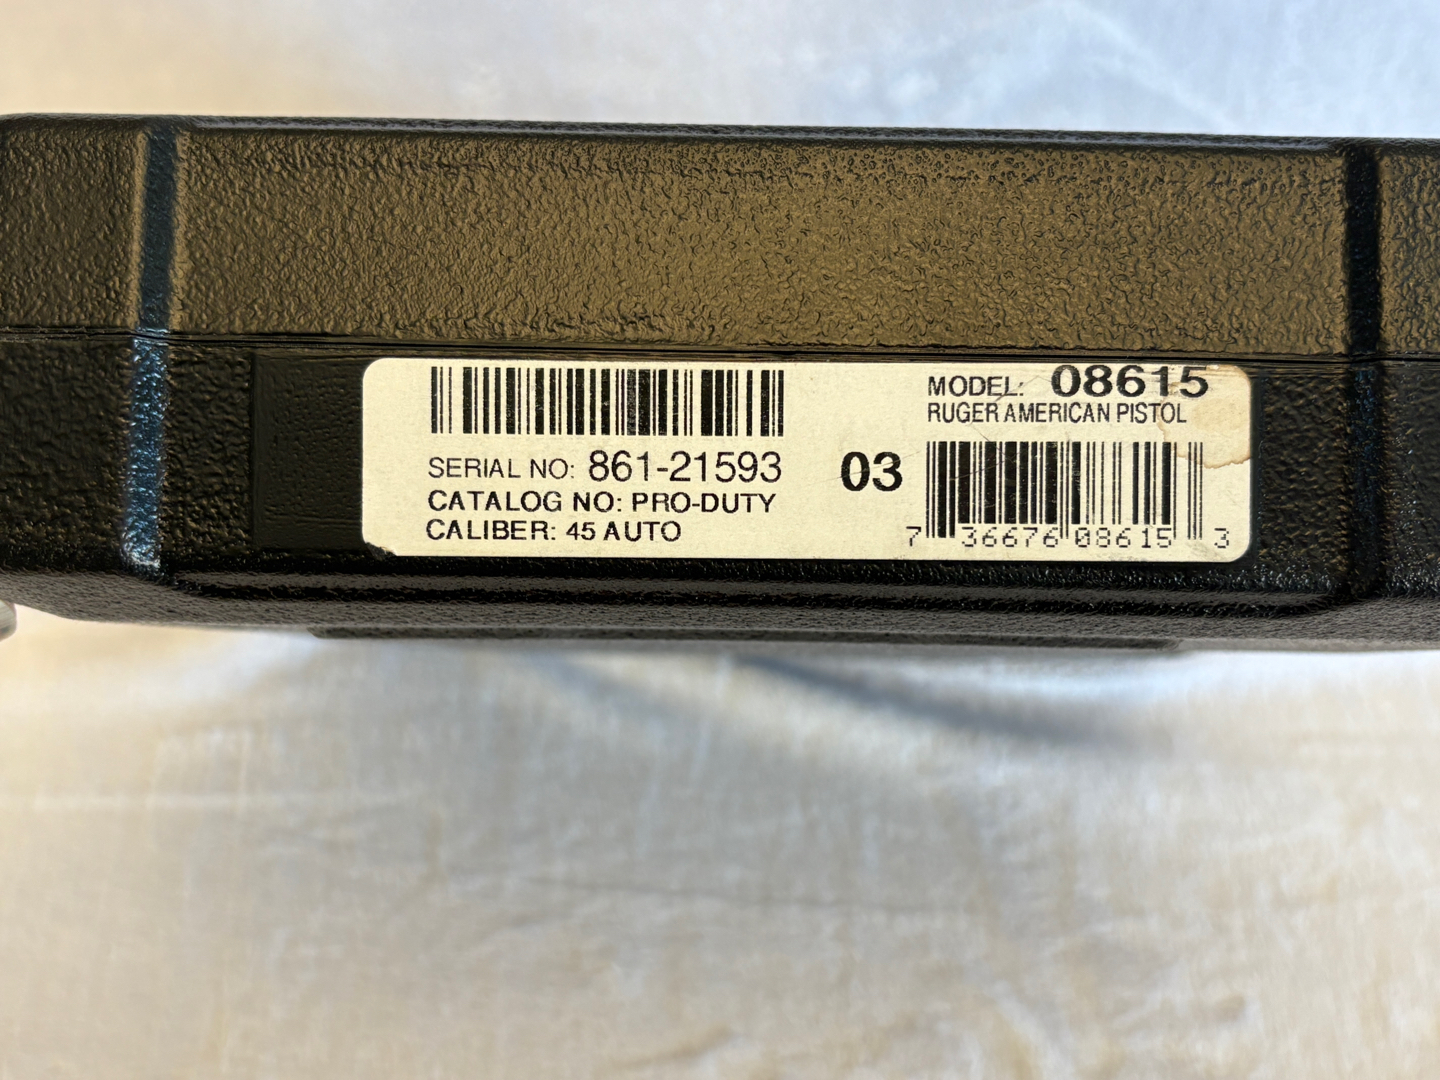 SERIAL NO: 861-21593
CATALOG NO: PRO-DUTY
CALIBER: 45 AUTO
03
MODEL: 08615
RUGER AMERICAN PISTOL
7 36676 08615 3